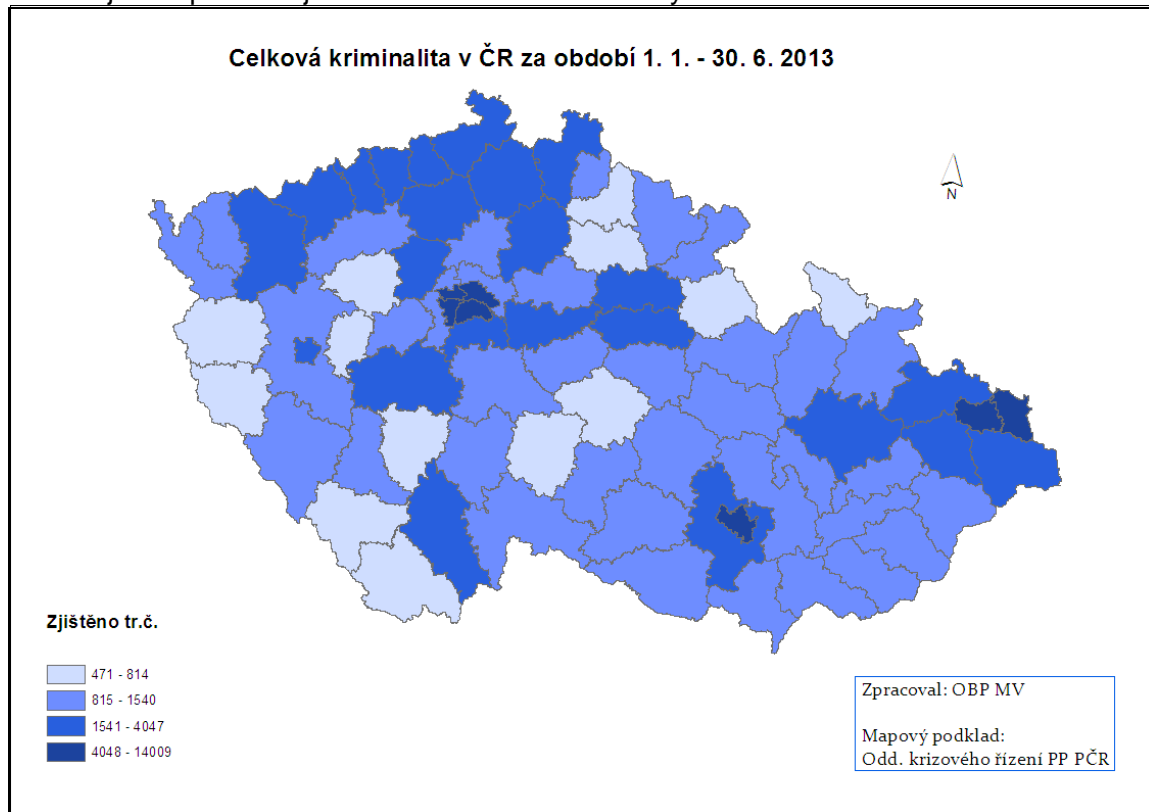 Celková kriminalita v ČR za období 1. 1. - 30. 6. 2013
N
Zjištěno tr.č.
471 - 814
815 - 1540
1541 - 4047
4048 - 14009
Zpracoval: OBP MV
Mapový podklad:
Odd. krizového řízení PP PČR